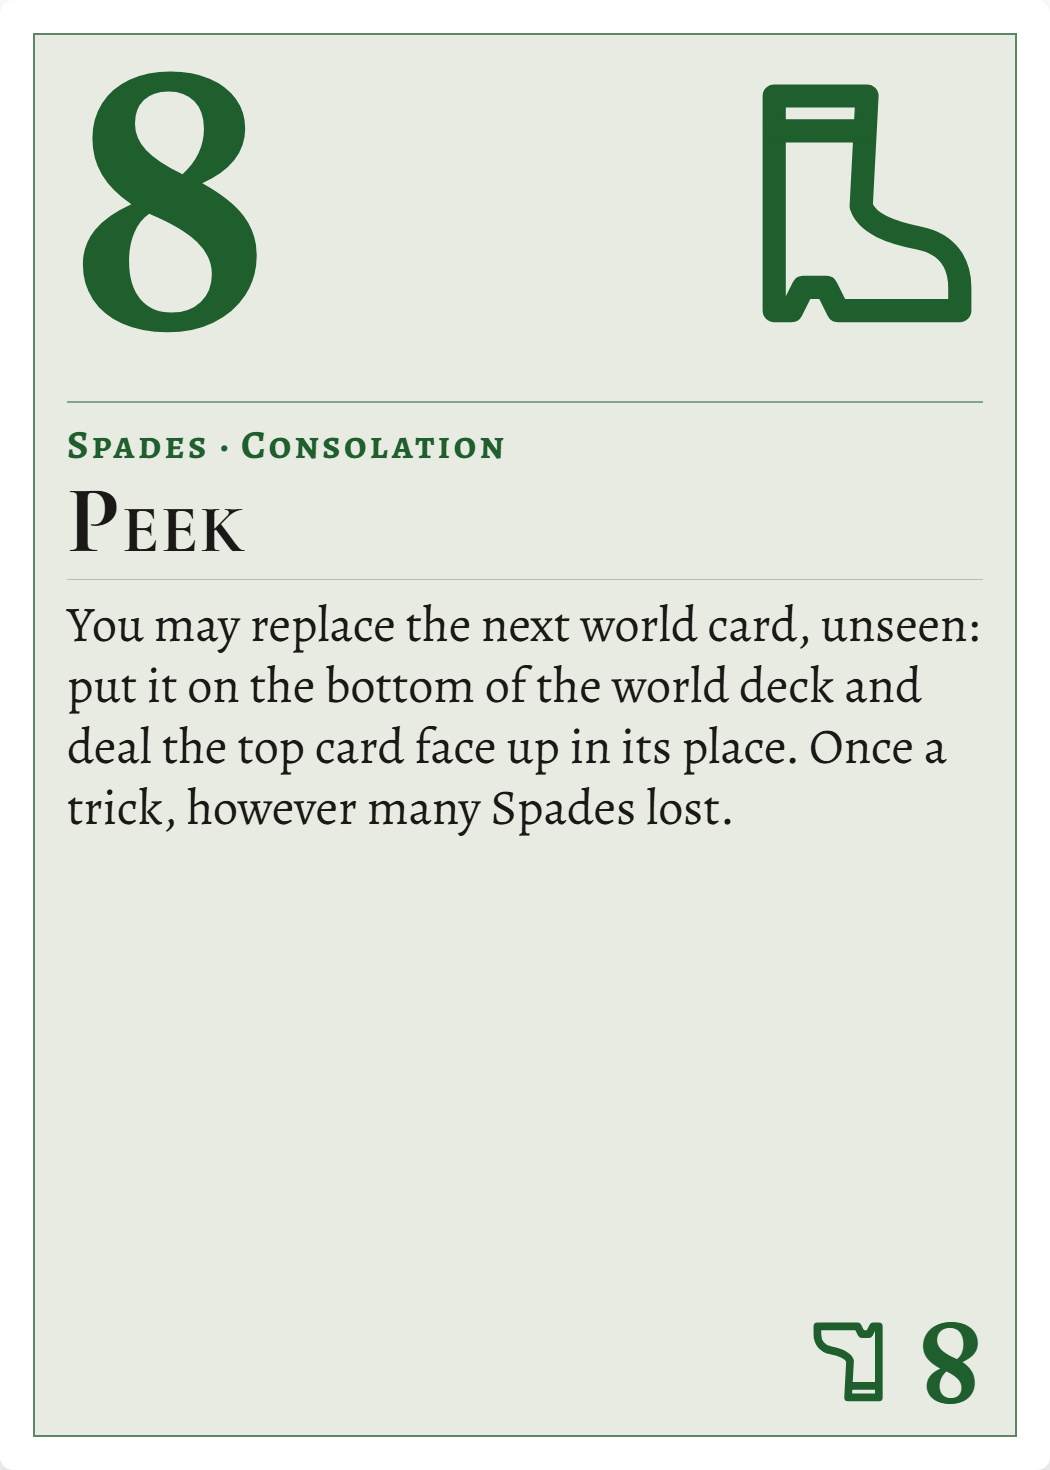 8
Spades · Consolation
Peek
You may replace the next world card, unseen:
put it on the bottom of the world deck and
deal the top card face up in its place. Once a
trick, however many Spades lost.
8